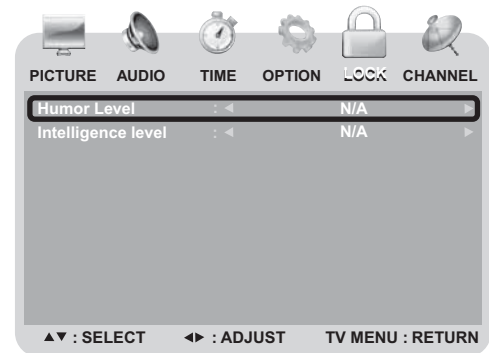 PICTURE AUDIO TIME OPTION LOCK CHANNEL
Humor Level : ◄ N/A ►
Intelligence level : ◄ N/A ►
▲▼ : SELECT ◄► : ADJUST TV MENU : RETURN